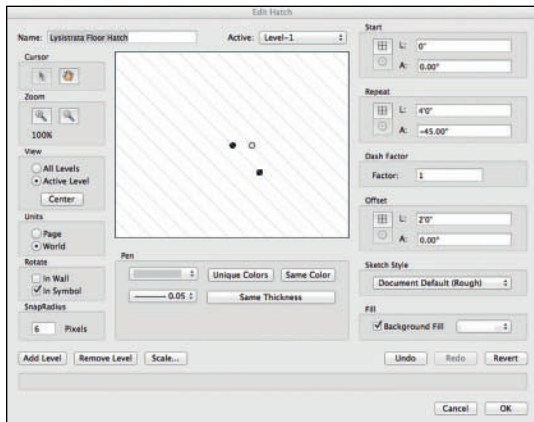 Edit Hatch
Name: Lysistrata Floor Hatch
Active: Level-1
Cursor
Zoom
100%
View
All Levels
Active Level
Center
Units
Page
World
Rotate
In Wall
In Symbol
SnapRadius
6 Pixels
Pen
Unique Colors Same Color
0.05 Same Thickness
Start
L: 0"
A: 0.00°
Repeat
L: 4'0"
A: -45.00°
Dash Factor
Factor: 1
Offset
L: 2'0"
A: 0.00°
Sketch Style
Document Default (Rough)
Fill
Background Fill
Add Level Remove Level Scale... Undo Redo Revert
Cancel OK